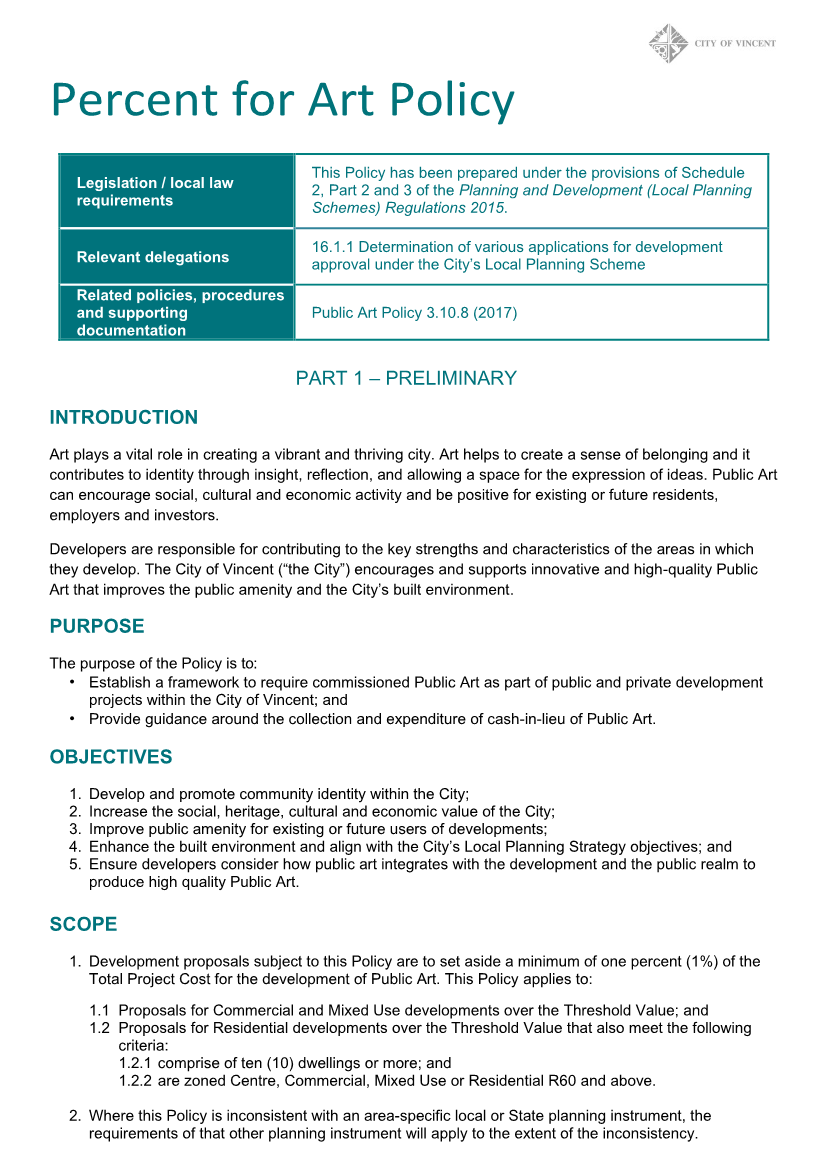 CITY OF VINCENT
Percent for Art Policy
Legislation / local law
requirements
This Policy has been prepared under the provisions of Schedule
2, Part 2 and 3 of the Planning and Development (Local Planning
Schemes) Regulations 2015.
Relevant delegations
16.1.1 Determination of various applications for development
approval under the City's Local Planning Scheme
Related policies, procedures
and supporting
documentation
Public Art Policy 3.10.8 (2017)
PART 1 – PRELIMINARY
INTRODUCTION
Art plays a vital role in creating a vibrant and thriving city. Art helps to create a sense of belonging and it
contributes to identity through insight, reflection, and allowing a space for the expression of ideas. Public Art
can encourage social, cultural and economic activity and be positive for existing or future residents,
employers and investors.
Developers are responsible for contributing to the key strengths and characteristics of the areas in which
they develop. The City of Vincent (“the City”) encourages and supports innovative and high-quality Public
Art that improves the public amenity and the City's built environment.
PURPOSE
The purpose of the Policy is to:
• Establish a framework to require commissioned Public Art as part of public and private development
projects within the City of Vincent; and
• Provide guidance around the collection and expenditure of cash-in-lieu of Public Art.
OBJECTIVES
1. Develop and promote community identity within the City;
2. Increase the social, heritage, cultural and economic value of the City;
3. Improve public amenity for existing or future users of developments;
4. Enhance the built environment and align with the City's Local Planning Strategy objectives; and
5. Ensure developers consider how public art integrates with the development and the public realm to
produce high quality Public Art.
SCOPE
1. Development proposals subject to this Policy are to set aside a minimum of one percent (1%) of the
Total Project Cost for the development of Public Art. This Policy applies to:
1.1 Proposals for Commercial and Mixed Use developments over the Threshold Value; and
1.2 Proposals for Residential developments over the Threshold Value that also meet the following
criteria:
1.2.1 comprise of ten (10) dwellings or more; and
1.2.2 are zoned Centre, Commercial, Mixed Use or Residential R60 and above.
2. Where this Policy is inconsistent with an area-specific local or State planning instrument, the
requirements of that other planning instrument will apply to the extent of the inconsistency.